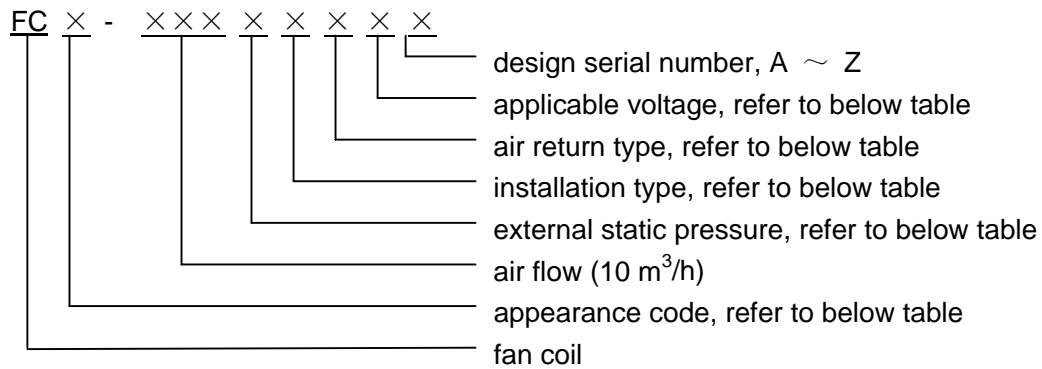 FC × - ××× × × × × ×
design serial number, A ～ Z
applicable voltage, refer to below table
air return type, refer to below table
installation type, refer to below table
external static pressure, refer to below table
air flow (10 m³/h)
appearance code, refer to below table
fan coil